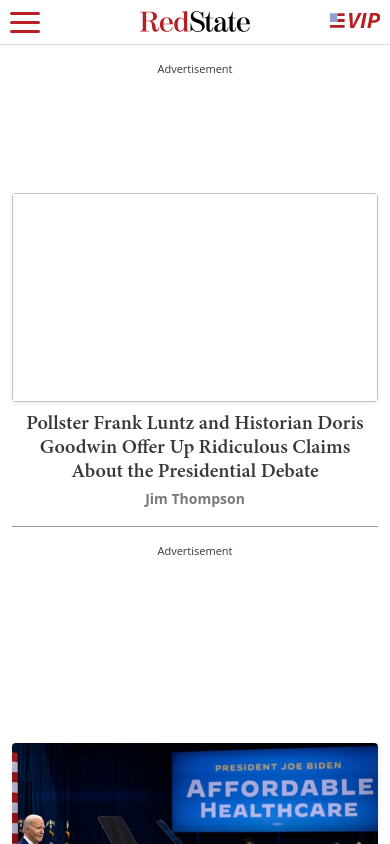 RedState
VIP
Advertisement
Pollster Frank Luntz and Historian Doris
Goodwin Offer Up Ridiculous Claims
About the Presidential Debate
Jim Thompson
Advertisement
PRESIDENT JOE BIDEN
AFFORDABLE
HEALTHCARE